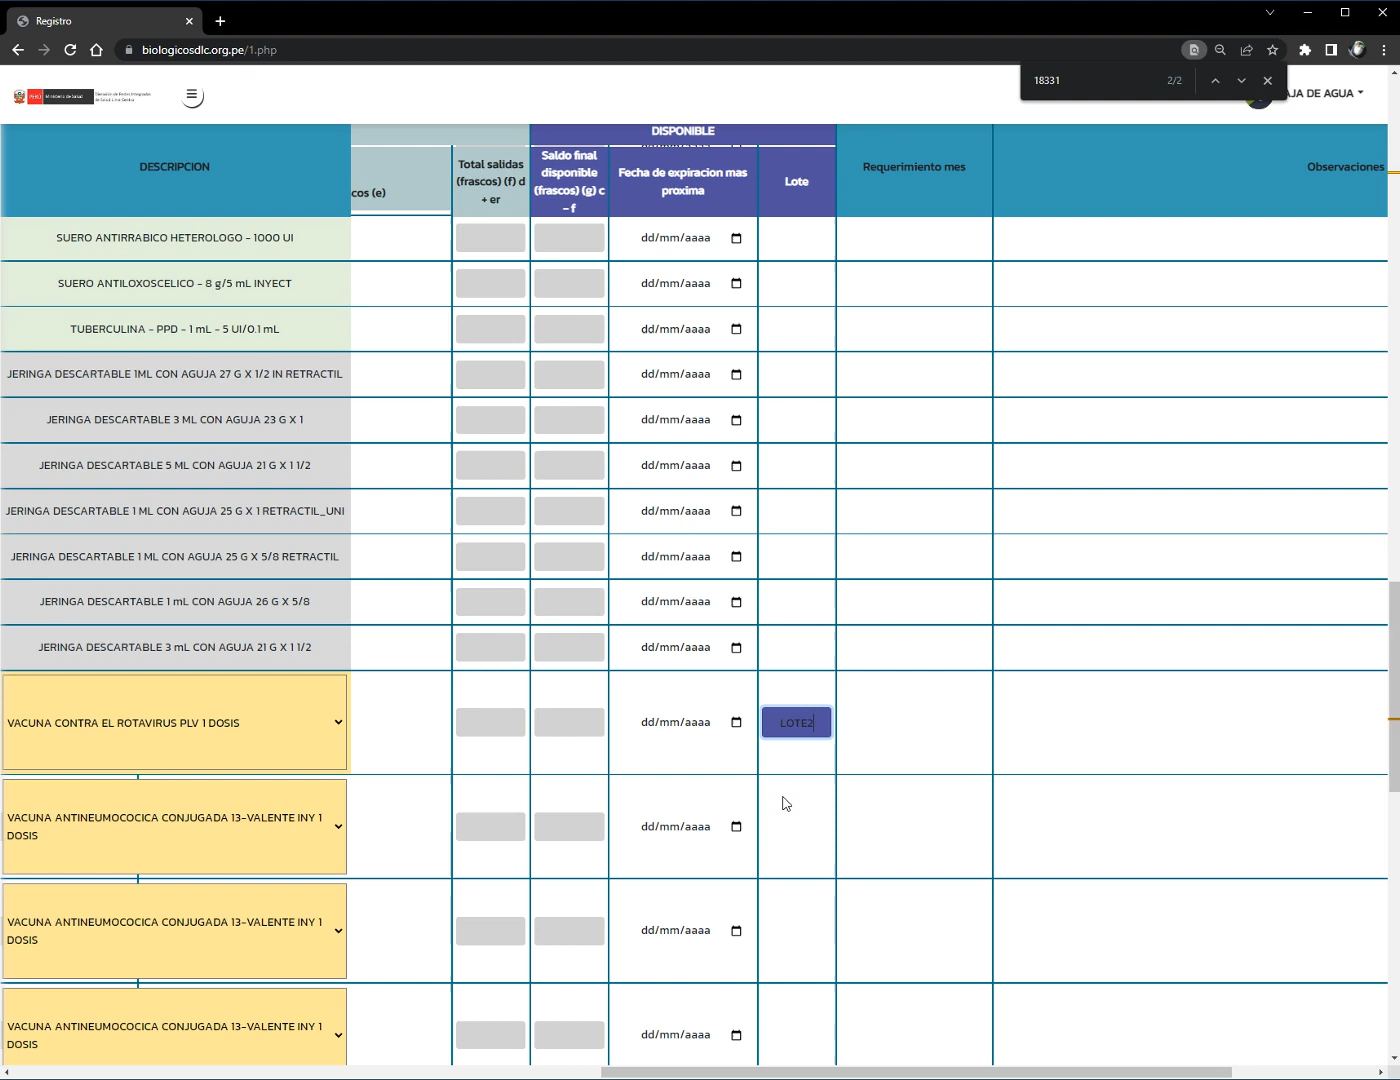 Registro
biologicosdlc.org.pe/1.php
18331 2/2
PERÚ Ministerio de Salud
AJA DE AGUA
DISPONIBLE
DESCRIPCION
cos (e)
Total salidas
(frascos) (f) d
+ er
Saldo final
disponible
(frascos) (g) c
- f
Fecha de expiracion mas
proxima
Lote
Requerimiento mes
Observaciones
SUERO ANTIRRABICO HETEROLOGO - 1000 UI dd/mm/aaaa
SUERO ANTILOXOSCELICO - 8 g/5 mL INYECT dd/mm/aaaa
TUBERCULINA - PPD - 1 mL - 5 UI/0.1 mL dd/mm/aaaa
JERINGA DESCARTABLE 1ML CON AGUJA 27 G X 1/2 IN RETRACTIL dd/mm/aaaa
JERINGA DESCARTABLE 3 ML CON AGUJA 23 G X 1 dd/mm/aaaa
JERINGA DESCARTABLE 5 ML CON AGUJA 21 G X 1 1/2 dd/mm/aaaa
JERINGA DESCARTABLE 1 ML CON AGUJA 25 G X 1 RETRACTIL_UNI dd/mm/aaaa
JERINGA DESCARTABLE 1 ML CON AGUJA 25 G X 5/8 RETRACTIL dd/mm/aaaa
JERINGA DESCARTABLE 1 mL CON AGUJA 26 G X 5/8 dd/mm/aaaa
JERINGA DESCARTABLE 3 mL CON AGUJA 21 G X 1 1/2 dd/mm/aaaa
VACUNA CONTRA EL ROTAVIRUS PLV 1 DOSIS dd/mm/aaaa LOTE2
VACUNA ANTINEUMOCOCICA CONJUGADA 13-VALENTE INY 1
DOSIS
dd/mm/aaaa
VACUNA ANTINEUMOCOCICA CONJUGADA 13-VALENTE INY 1
DOSIS
dd/mm/aaaa
VACUNA ANTINEUMOCOCICA CONJUGADA 13-VALENTE INY 1
DOSIS
dd/mm/aaaa